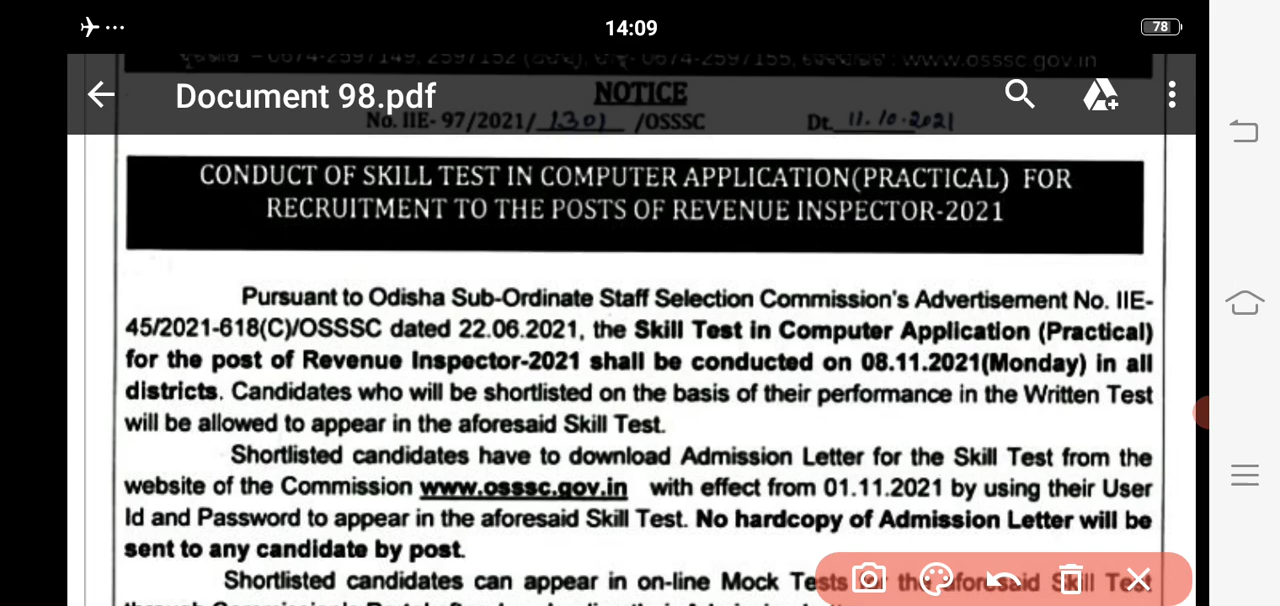 14:09
78
www.osssc.gov.in
Document 98.pdf
NOTICE
No. IIE- 97/2021/ 1301 /OSSSC Dt. 11.10.2021
CONDUCT OF SKILL TEST IN COMPUTER APPLICATION(PRACTICAL) FOR
RECRUITMENT TO THE POSTS OF REVENUE INSPECTOR-2021
Pursuant to Odisha Sub-Ordinate Staff Selection Commission's Advertisement No. IIE-
45/2021-618(C)/OSSSC dated 22.06.2021, the Skill Test in Computer Application (Practical)
for the post of Revenue Inspector-2021 shall be conducted on 08.11.2021(Monday) in all
districts. Candidates who will be shortlisted on the basis of their performance in the Written Test
will be allowed to appear in the aforesaid Skill Test.
Shortlisted candidates have to download Admission Letter for the Skill Test from the
website of the Commission www.osssc.gov.in with effect from 01.11.2021 by using their User
Id and Password to appear in the aforesaid Skill Test. No hardcopy of Admission Letter will be
sent to any candidate by post.
Shortlisted candidates can appear in on-line Mock Tests for the aforesaid Skill Test